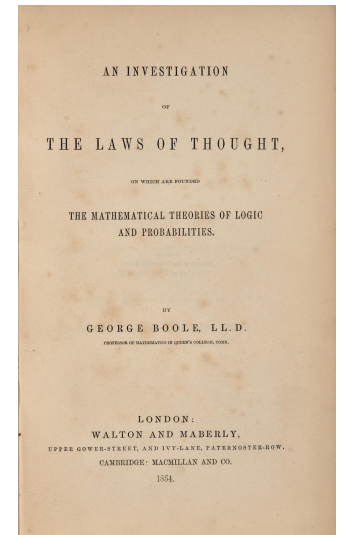 AN INVESTIGATION
OF
THE LAWS OF THOUGHT,
ON WHICH ARE FOUNDED
THE MATHEMATICAL THEORIES OF LOGIC
AND PROBABILITIES.
BY
GEORGE BOOLE, LL.D.
PROFESSOR OF MATHEMATICS IN QUEEN'S COLLEGE, CORK.
LONDON:
WALTON AND MABERLY,
UPPER GOWER-STREET, AND IVY-LANE, PATERNOSTER-ROW.
CAMBRIDGE: MACMILLAN AND CO.
1854.